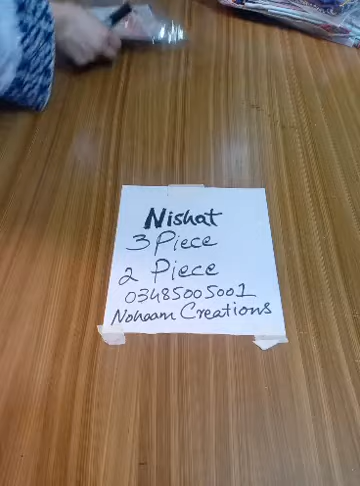 Nishat
3 Piece
2 Piece
03485005001
Nohaam Creations